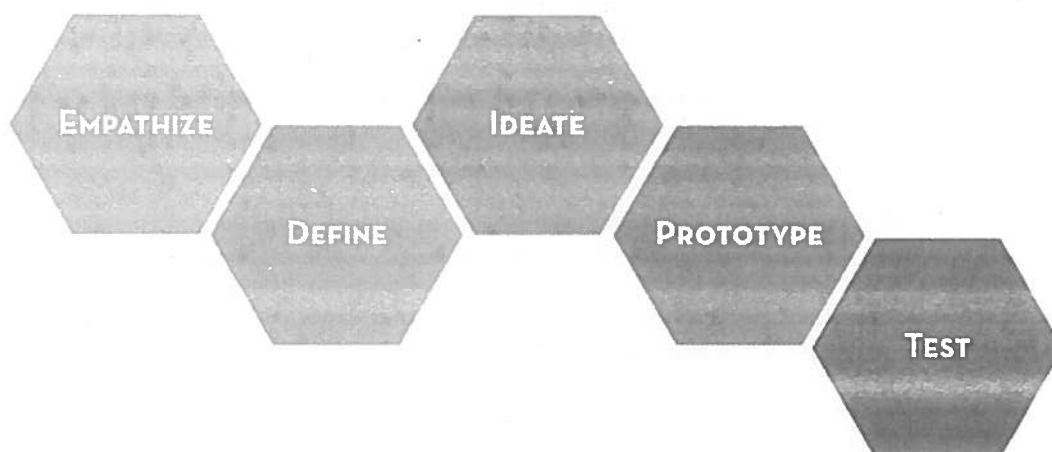 EMPATHIZE
DEFINE
IDEATE
PROTOTYPE
TEST